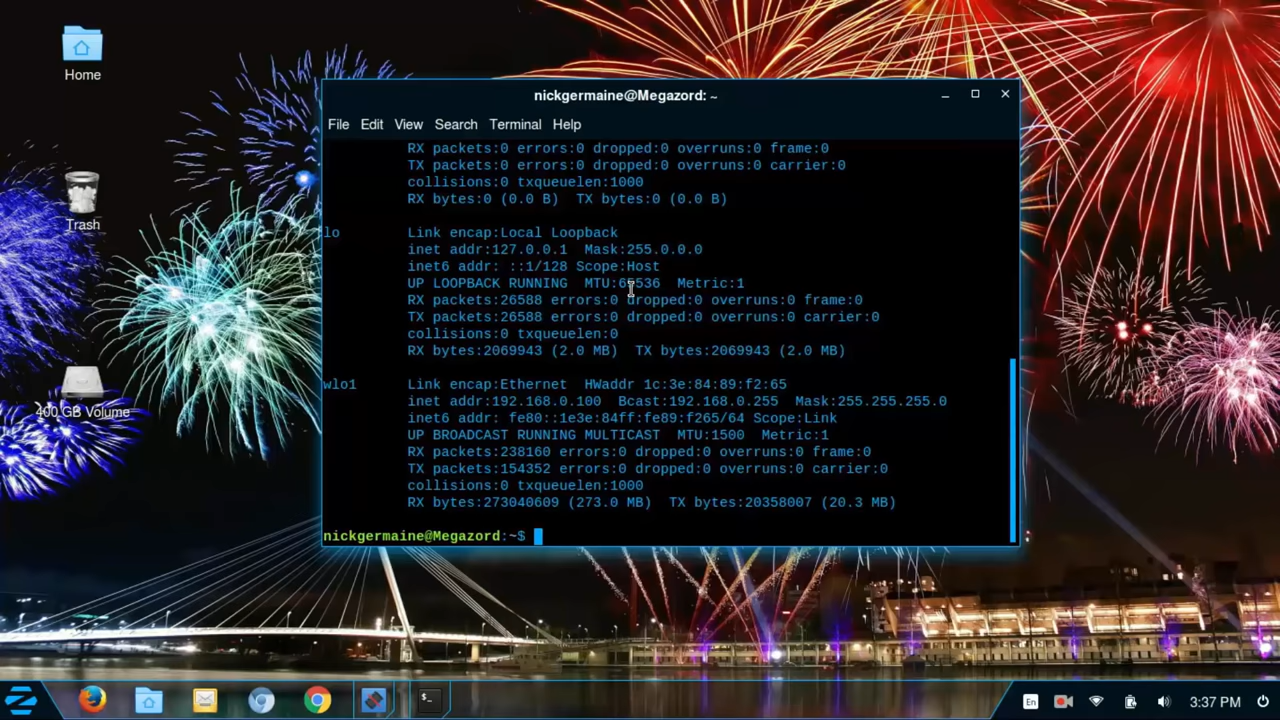 Home
Trash
400 GB Volume
nickgermaine@Megazord: ~
File Edit View Search Terminal Help
RX packets:0 errors:0 dropped:0 overruns:0 frame:0
TX packets:0 errors:0 dropped:0 overruns:0 carrier:0
collisions:0 txqueuelen:1000
RX bytes:0 (0.0 B)  TX bytes:0 (0.0 B)
lo Link encap:Local Loopback
inet addr:127.0.0.1  Mask:255.0.0.0
inet6 addr: ::1/128 Scope:Host
UP LOOPBACK RUNNING  MTU:65536  Metric:1
RX packets:26588 errors:0 dropped:0 overruns:0 frame:0
TX packets:26588 errors:0 dropped:0 overruns:0 carrier:0
collisions:0 txqueuelen:0
RX bytes:2069943 (2.0 MB)  TX bytes:2069943 (2.0 MB)
wlo1 Link encap:Ethernet  HWaddr 1c:3e:84:89:f2:65
inet addr:192.168.0.100  Bcast:192.168.0.255  Mask:255.255.255.0
inet6 addr: fe80::1e3e:84ff:fe89:f265/64 Scope:Link
UP BROADCAST RUNNING MULTICAST  MTU:1500  Metric:1
RX packets:238160 errors:0 dropped:0 overruns:0 frame:0
TX packets:154352 errors:0 dropped:0 overruns:0 carrier:0
collisions:0 txqueuelen:1000
RX bytes:273040609 (273.0 MB)  TX bytes:20358007 (20.3 MB)
nickgermaine@Megazord:~$
En 3:37 PM